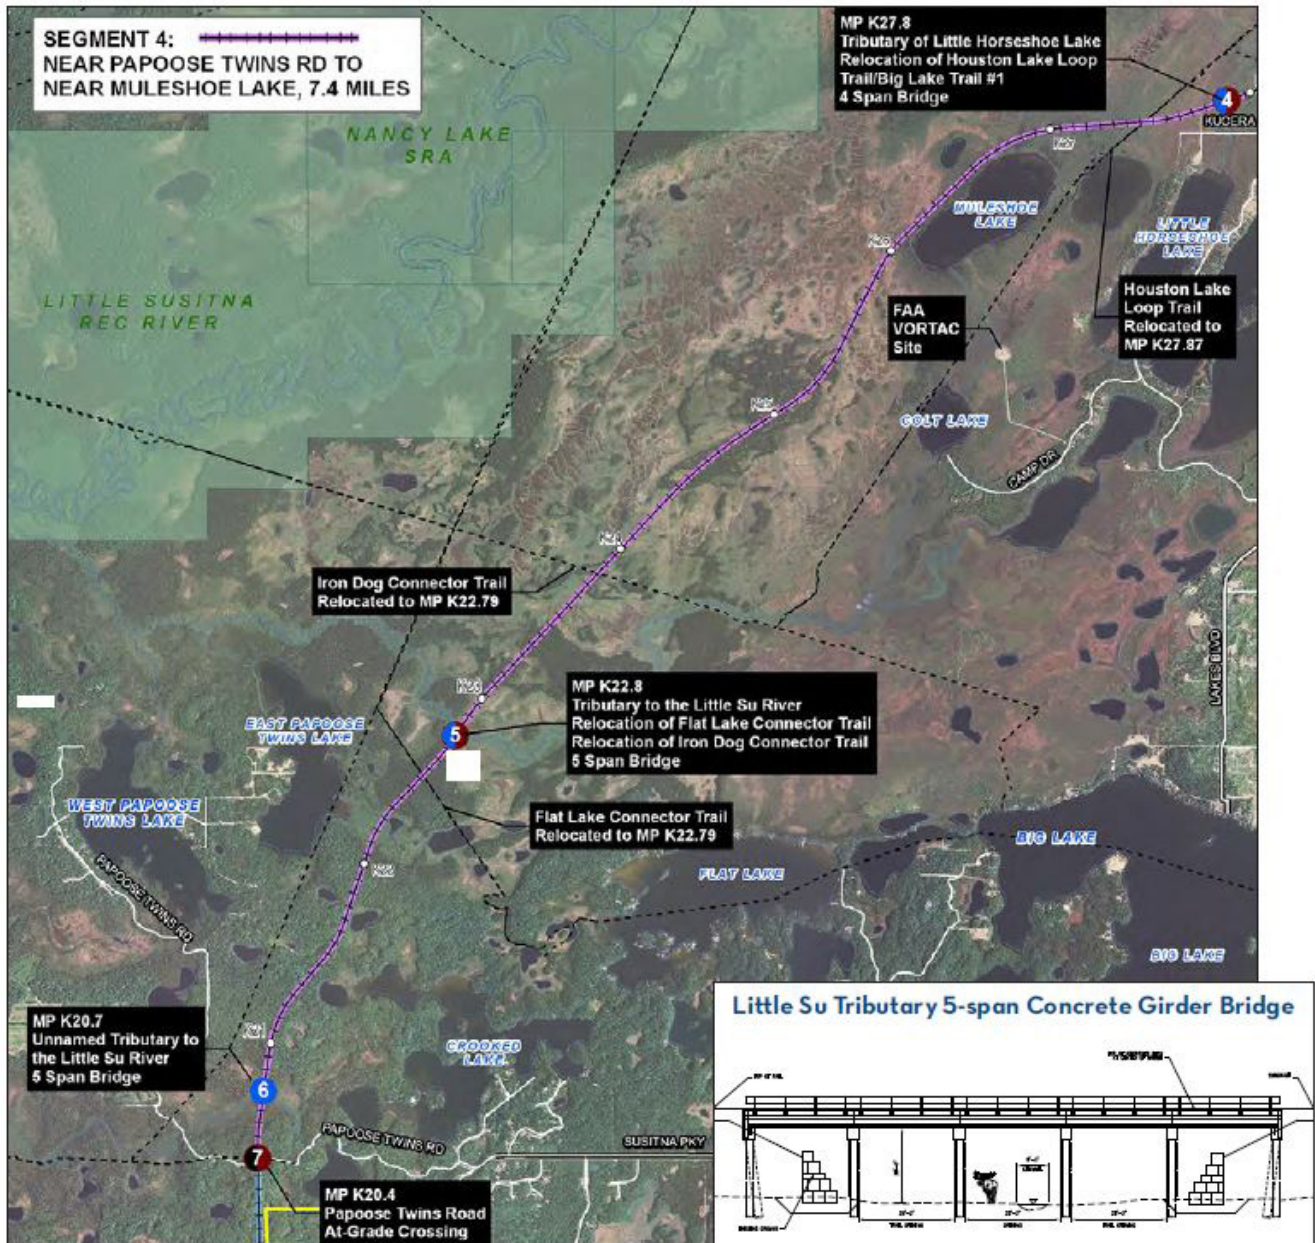 SEGMENT 4:
NEAR PAPOOSE TWINS RD TO
NEAR MULESHOE LAKE, 7.4 MILES
MP K27.8
Tributary of Little Horseshoe Lake
Relocation of Houston Lake Loop
Trail/Big Lake Trail #1
4 Span Bridge
4
KUCERA
NANCY LAKE
SRA
K27
MULESHOE
LAKE
LITTLE
HORSESHOE
LAKE
K26
LITTLE SUSITNA
REC RIVER
FAA
VORTAC
Site
Houston Lake
Loop Trail
Relocated to
MP K27.87
K25
COLT LAKE
CAMP DR
K24
Iron Dog Connector Trail
Relocated to MP K22.79
LAKES BLVD
K23
MP K22.8
Tributary to the Little Su River
Relocation of Flat Lake Connector Trail
Relocation of Iron Dog Connector Trail
5 Span Bridge
5
EAST PAPOOSE
TWINS LAKE
WEST PAPOOSE
TWINS LAKE
Flat Lake Connector Trail
Relocated to MP K22.79
BIG LAKE
K22
FLAT LAKE
PAPOOSE TWINS RD
BIG LAKE
MP K20.7
Unnamed Tributary to
the Little Su River
5 Span Bridge
K21
CROOKED
LAKE
6
PAPOOSE TWINS RD
SUSITNA PKY
7
MP K20.4
Papoose Twins Road
At-Grade Crossing
Little Su Tributary 5-span Concrete Girder Bridge